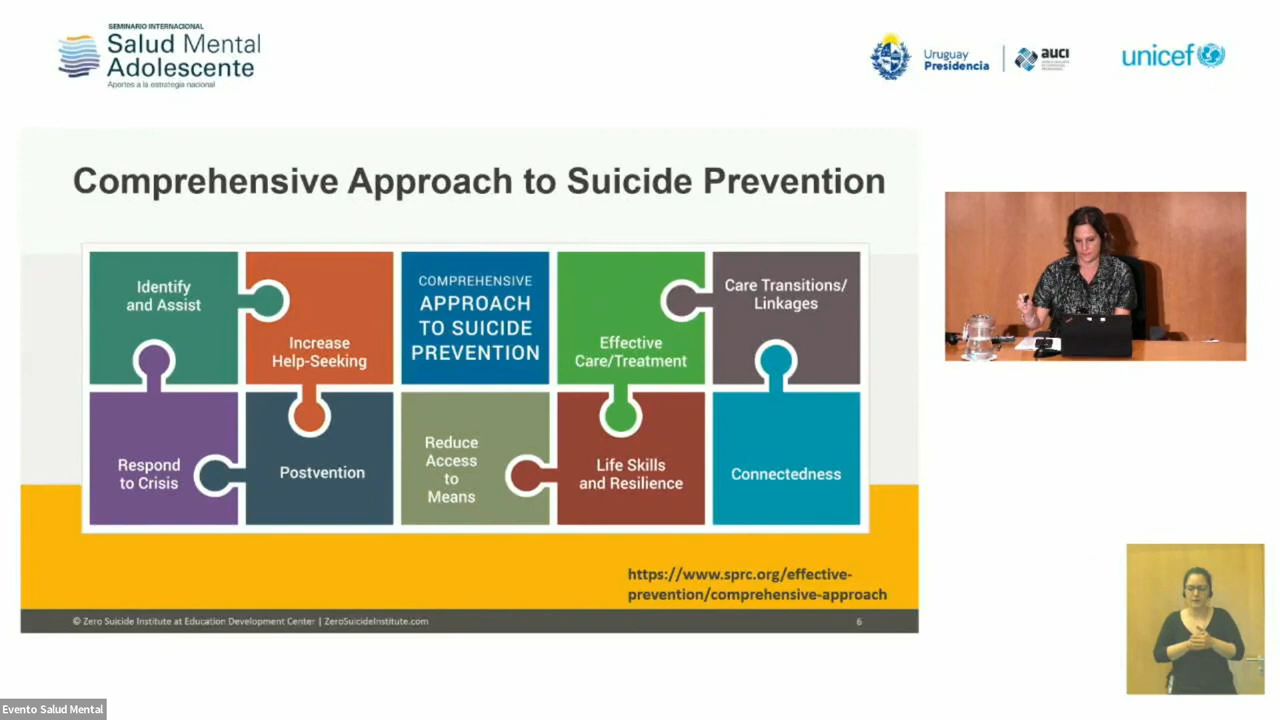 SEMINARIO INTERNACIONAL
Salud Mental
Adolescente
Aportes a la estrategia nacional
Uruguay
Presidencia
AUCI
unicef
Comprehensive Approach to Suicide Prevention
Identify
and Assist
Increase
Help-Seeking
COMPREHENSIVE
APPROACH
TO SUICIDE
PREVENTION
Effective
Care/Treatment
Care Transitions/
Linkages
Respond
to Crisis
Postvention
Reduce
Access
to
Means
Life Skills
and Resilience
Connectedness
https://www.sprc.org/effective-
prevention/comprehensive-approach
© Zero Suicide Institute at Education Development Center | ZeroSuicideInstitute.com
6
Evento Salud Mental